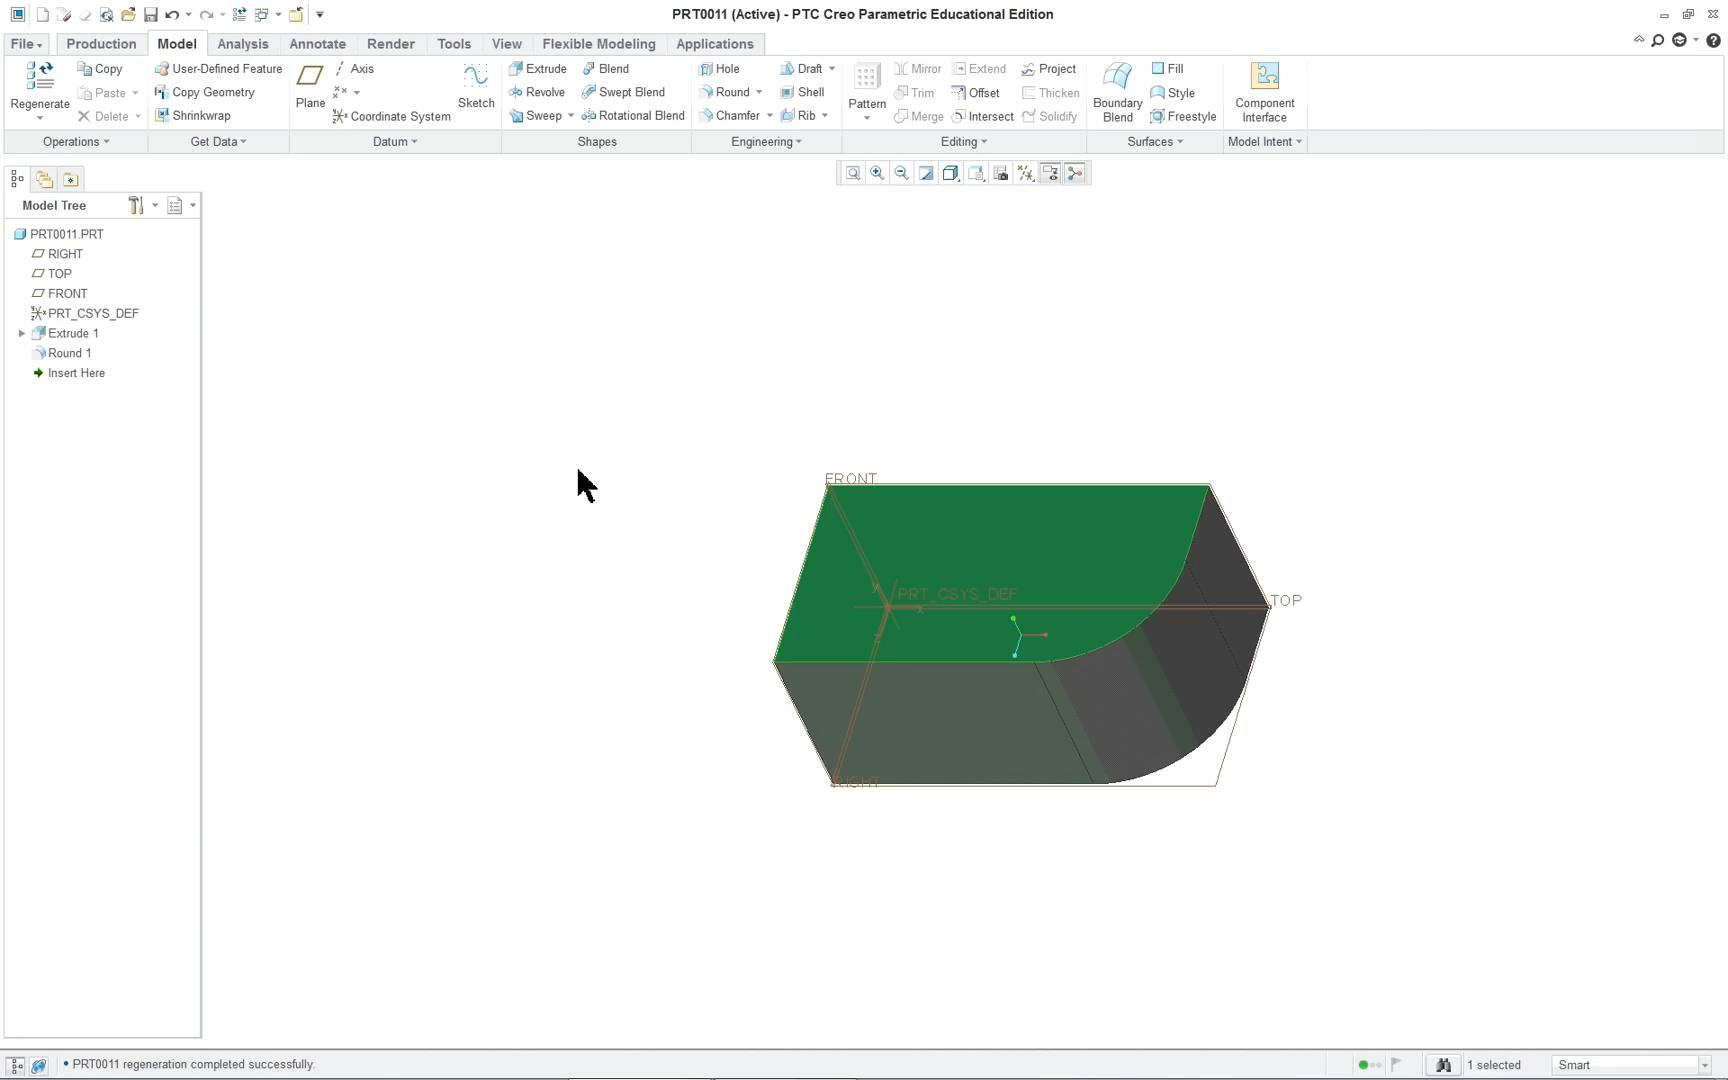 PRT0011 (Active) - PTC Creo Parametric Educational Edition
File Production Model Analysis Annotate Render Tools View Flexible Modeling Applications
Regenerate
Copy
Paste
Delete
User-Defined Feature
Copy Geometry
Shrinkwrap
Plane
Axis
Coordinate System
Sketch
Extrude
Revolve
Sweep
Blend
Swept Blend
Rotational Blend
Hole
Round
Chamfer
Draft
Shell
Rib
Pattern
Mirror
Trim
Merge
Extend
Offset
Intersect
Project
Thicken
Solidify
Boundary
Blend
Fill
Style
Freestyle
Component
Interface
Operations Get Data Datum Shapes Engineering Editing Surfaces Model Intent
Model Tree
PRT0011.PRT
RIGHT
TOP
FRONT
PRT_CSYS_DEF
Extrude 1
Round 1
Insert Here
FRONT
y
PRT_CSYS_DEF
x
z
TOP
RIGHT
• PRT0011 regeneration completed successfully.
1 selected
Smart